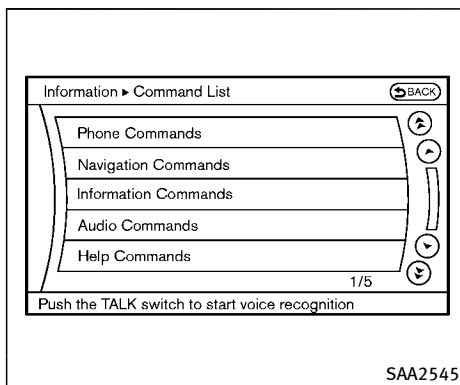 Information ▸ Command List
BACK
Phone Commands
Navigation Commands
Information Commands
Audio Commands
Help Commands
1/5
Push the TALK switch to start voice recognition
SAA2545